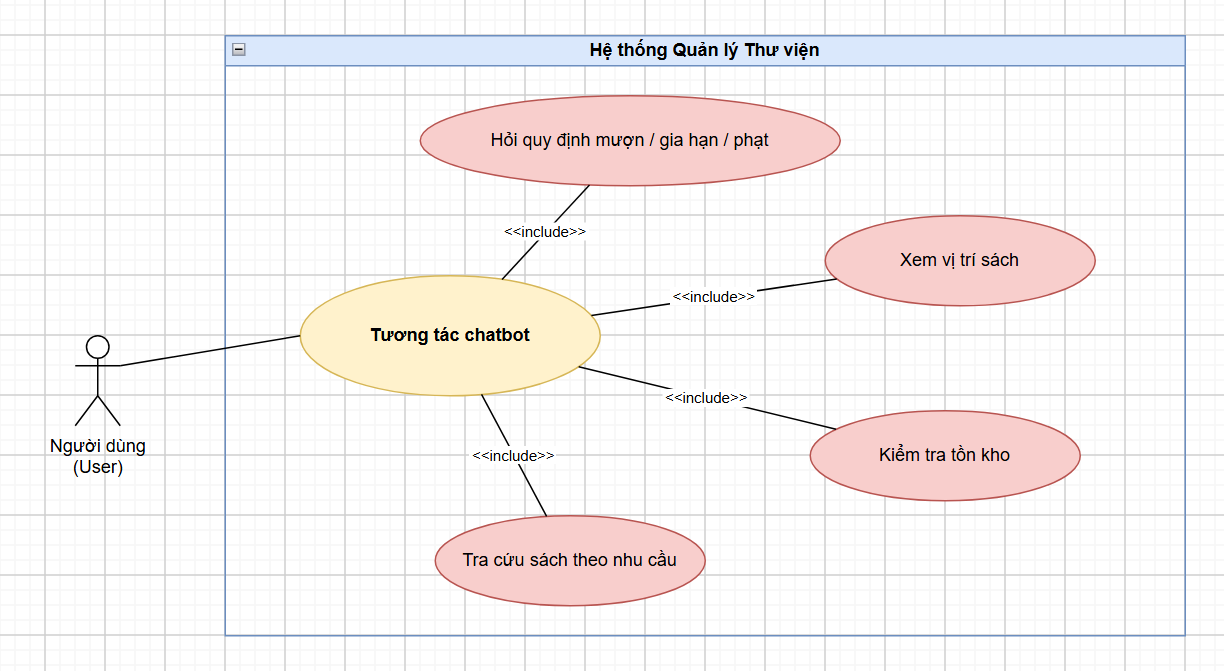 Hệ thống Quản lý Thư viện
Hỏi quy định mượn / gia hạn / phạt
<<include>>
Xem vị trí sách
<<include>>
Tương tác chatbot
<<include>>
Người dùng
(User)
Kiểm tra tồn kho
<<include>>
Tra cứu sách theo nhu cầu